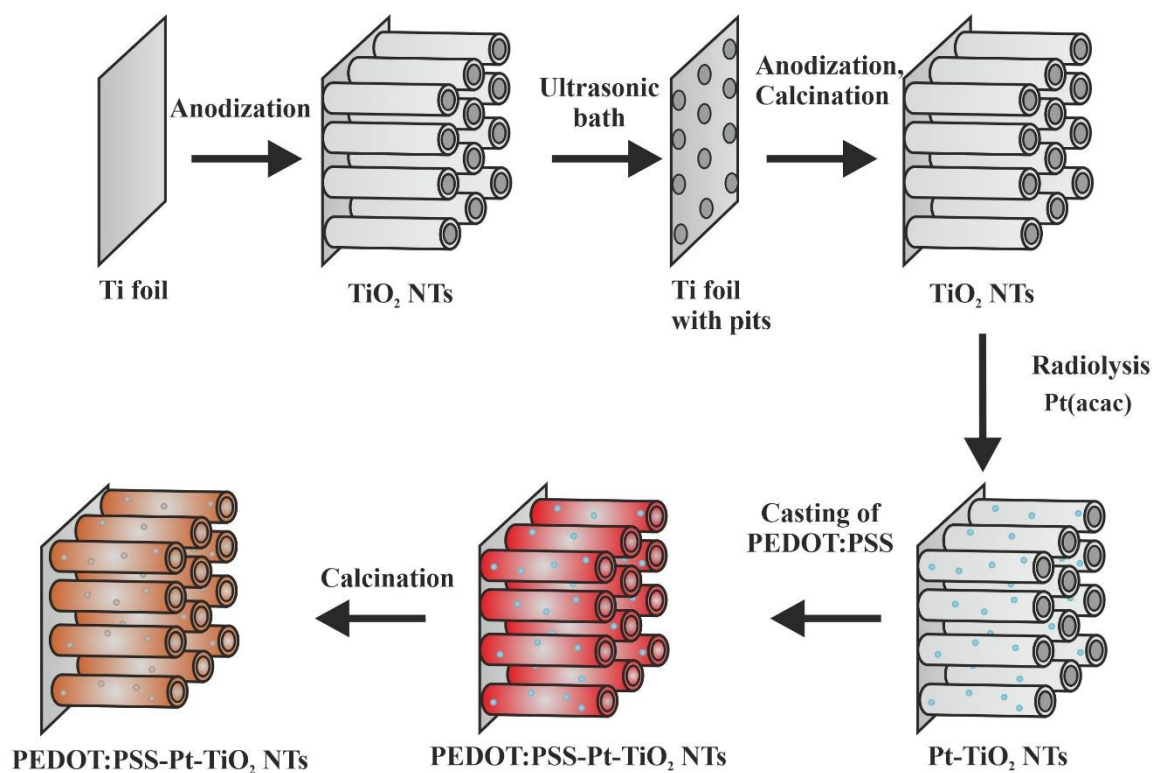 Anodization
Ultrasonic
bath
Anodization,
Calcination
Ti foil
TiO₂ NTs
Ti foil
with pits
TiO₂ NTs
Radiolysis
Pt(acac)
Casting of
PEDOT:PSS
Calcination
PEDOT:PSS-Pt-TiO₂ NTs
PEDOT:PSS-Pt-TiO₂ NTs
Pt-TiO₂ NTs